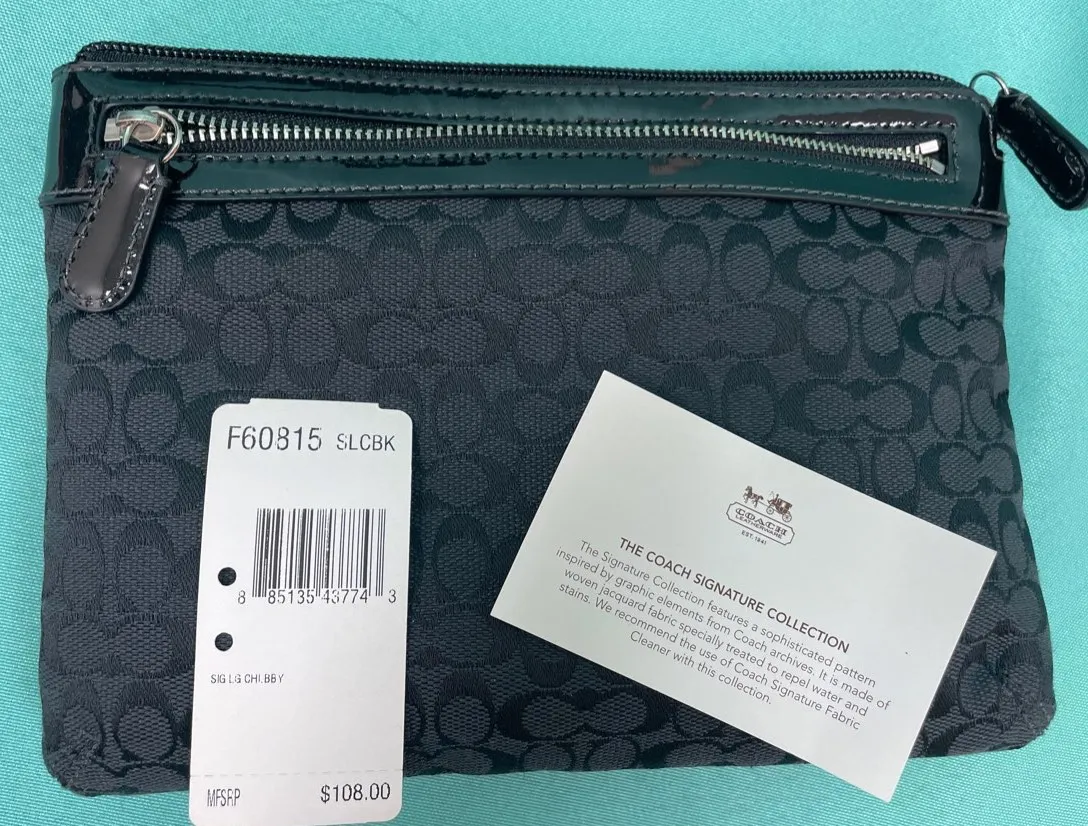 F60815 SLCBK
8 85135 43774 3
SIG LG CHLBBY
MFSRP $108.00
COACH
LEATHERWARE
EST. 1941
THE COACH SIGNATURE COLLECTION
The Signature Collection features a sophisticated pattern
inspired by graphic elements from Coach archives. It is made of
woven jacquard fabric specially treated to repel water and
stains. We recommend the use of Coach Signature Fabric
Cleaner with this collection.